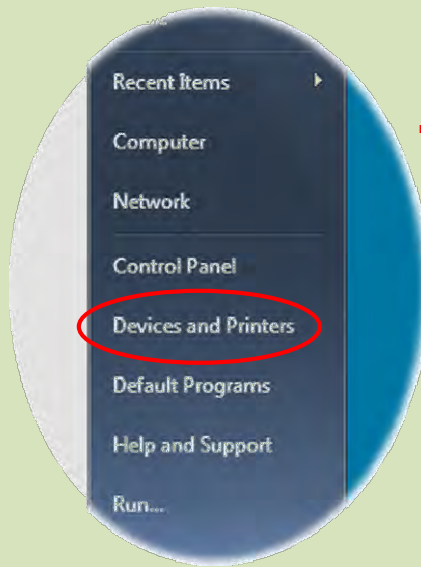 Recent Items
Computer
Network
Control Panel
Devices and Printers
Default Programs
Help and Support
Run...